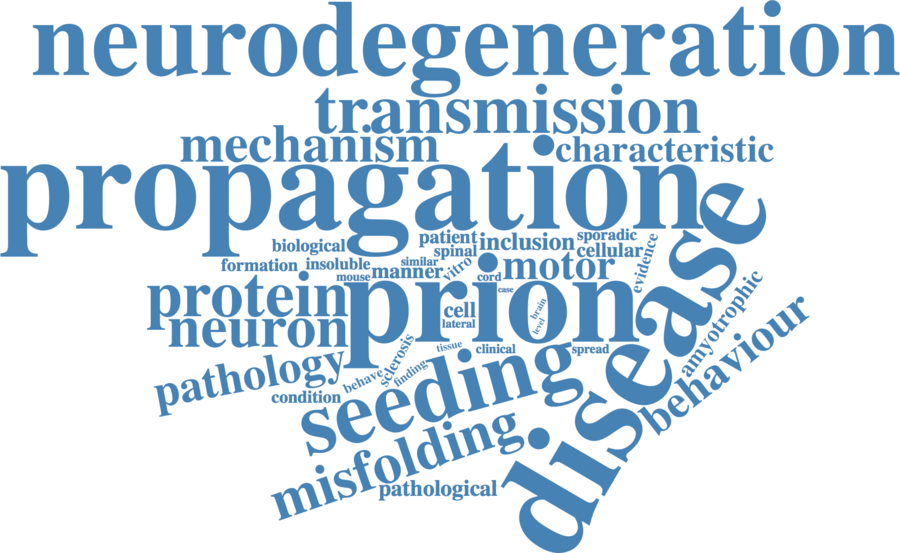 neurodegeneration
transmission
mechanism
characteristic
propagation
disease
biological
patient
inclusion
sporadic
spinal
cellular
evidence
formation
insoluble
similar
manner
vitro
motor
mouse
cord
case
protein
prion
neuron
cell
lateral
brain
level
amyotrophic
behaviour
pathology
sclerosis
tissue
clinical
spread
behave
finding
condition
seeding
misfolding
pathological